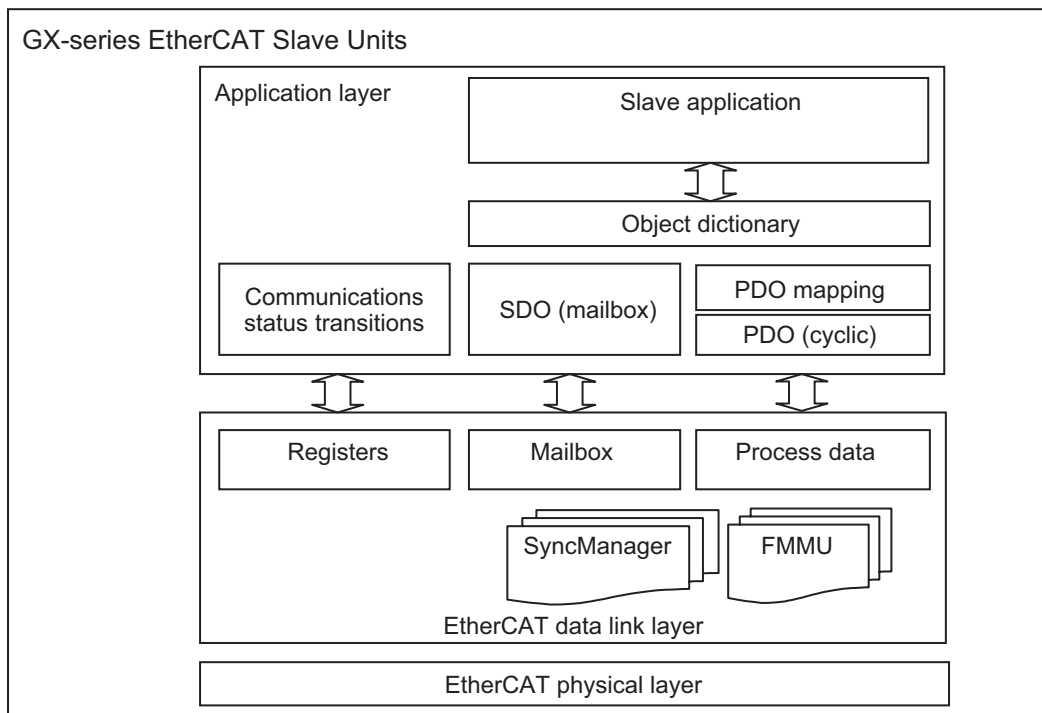 GX-series EtherCAT Slave Units
Application layer
Slave application
Object dictionary
Communications
status transitions
SDO (mailbox)
PDO mapping
PDO (cyclic)
Registers
Mailbox
Process data
SyncManager
FMMU
EtherCAT data link layer
EtherCAT physical layer